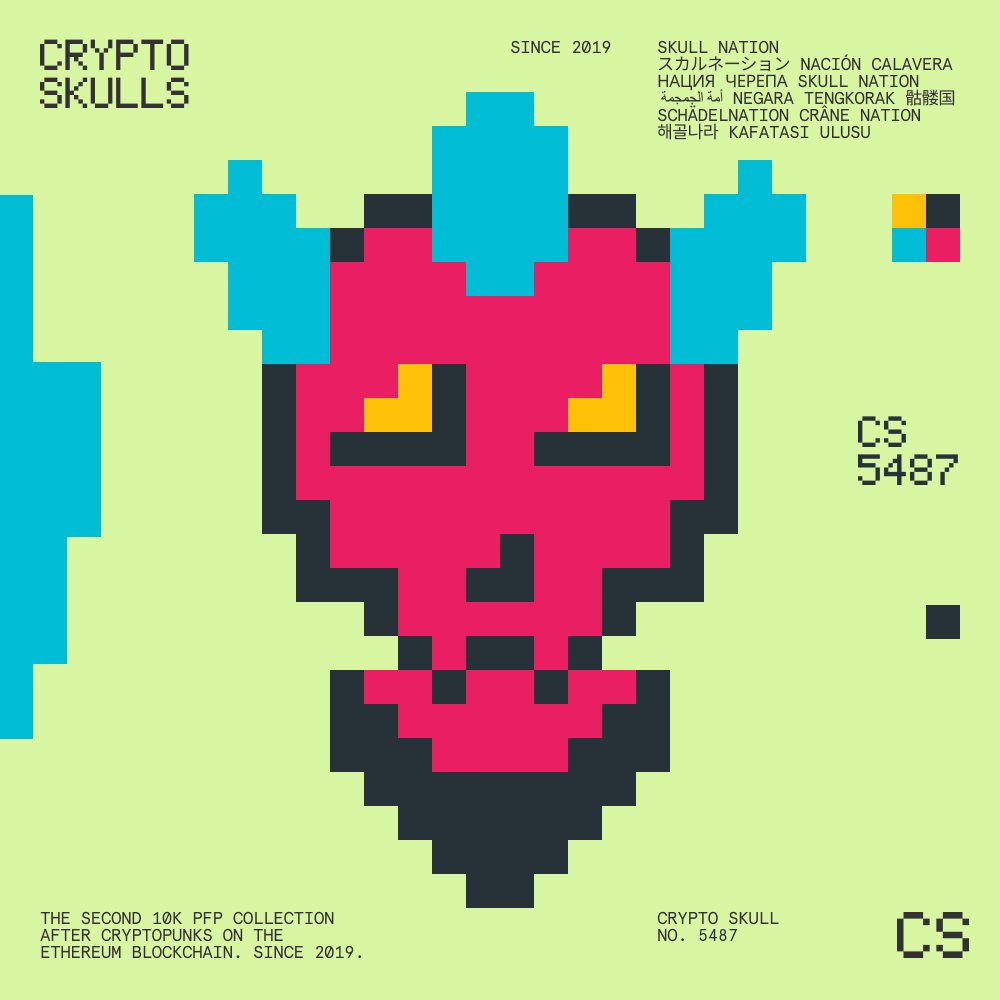 CRYPTO
SKULLS
SINCE 2019
SKULL NATION
スカルネーション NACIÓN CALAVERA
НАЦИЯ ЧЕРЕПА SKULL NATION
أمة الجمجمة NEGARA TENGKORAK 骷髅国
SCHÄDELNATION CRÂNE NATION
해골나라 KAFATASI ULUSU
CS
5487
THE SECOND 10K PFP COLLECTION
AFTER CRYPTOPUNKS ON THE
ETHEREUM BLOCKCHAIN. SINCE 2019.
CRYPTO SKULL
NO. 5487
CS